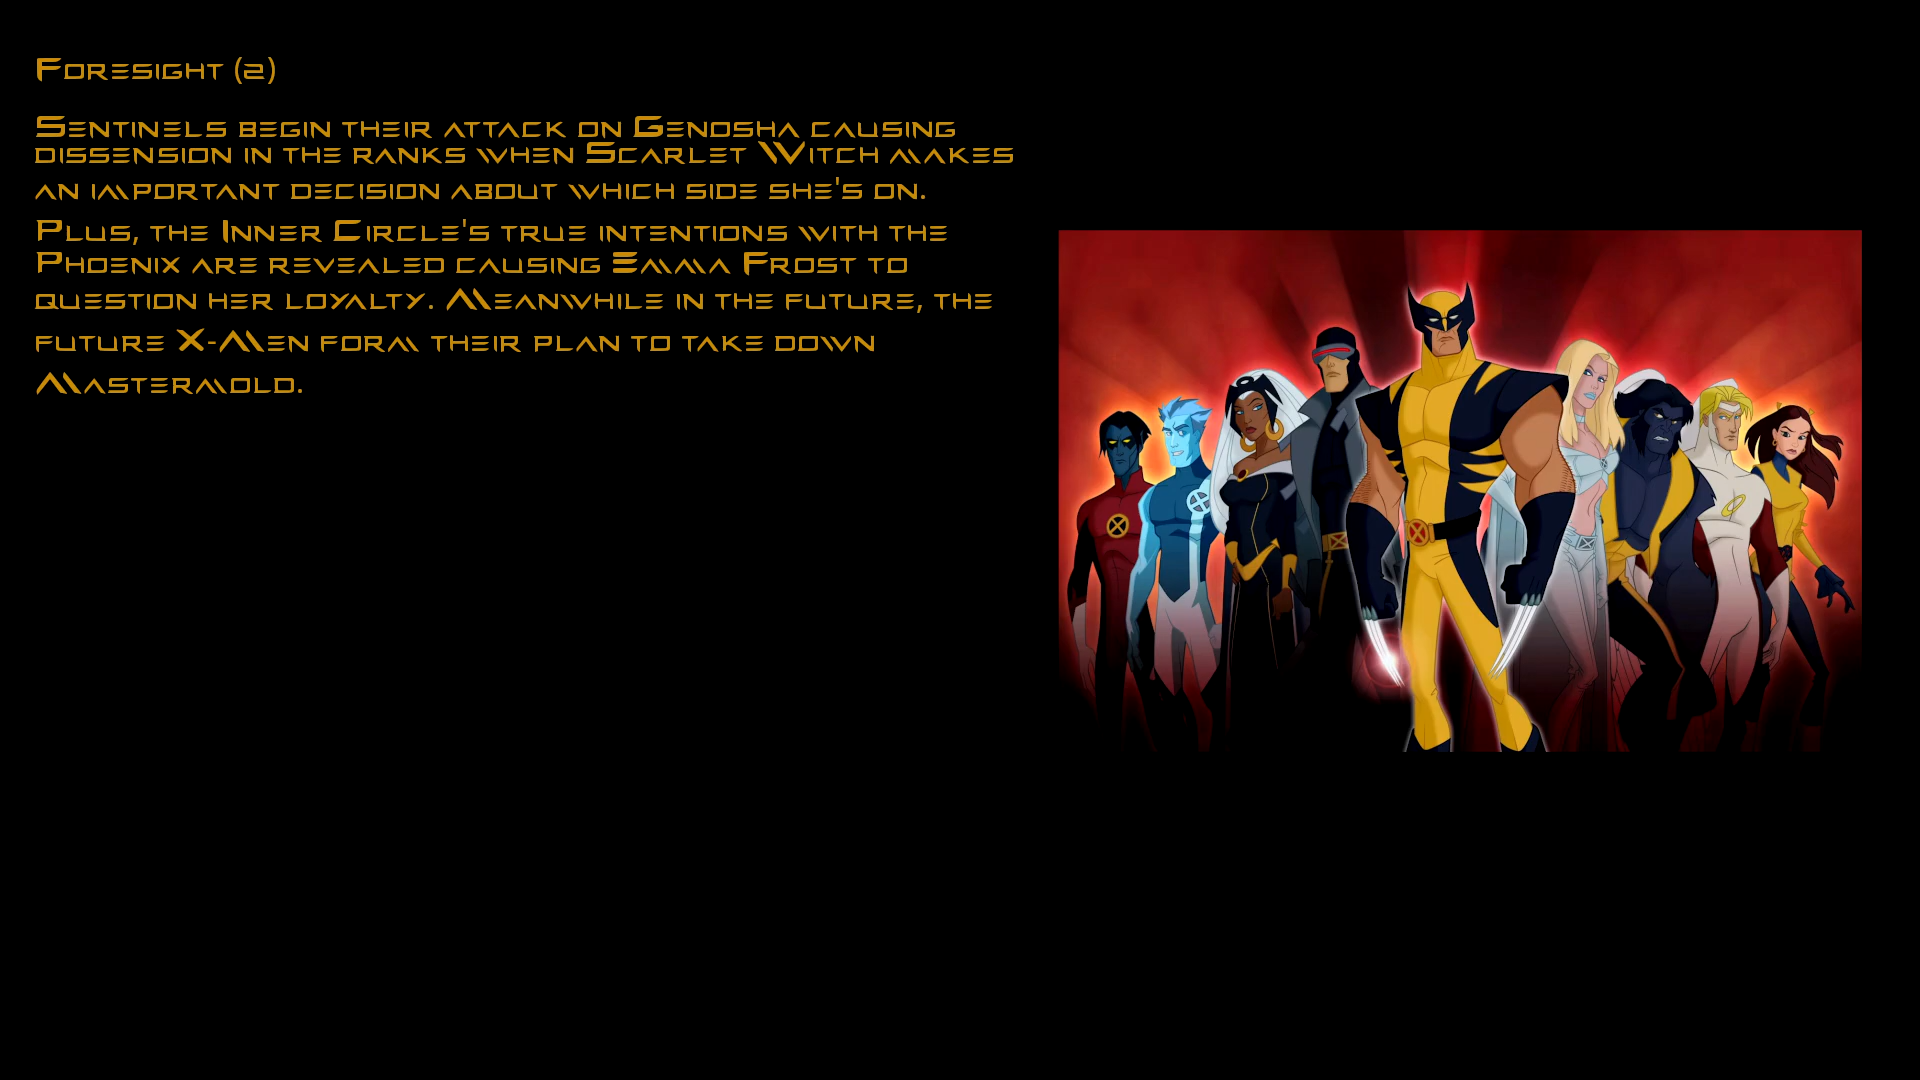 Foresight (2)
Sentinels begin their attack on Genosha causing
dissension in the ranks when Scarlet Witch makes
an important decision about which side she's on.
Plus, the Inner Circle's true intentions with the
Phoenix are revealed causing Emma Frost to
question her loyalty. Meanwhile in the future, the
future X-Men form their plan to take down
Mastermold.